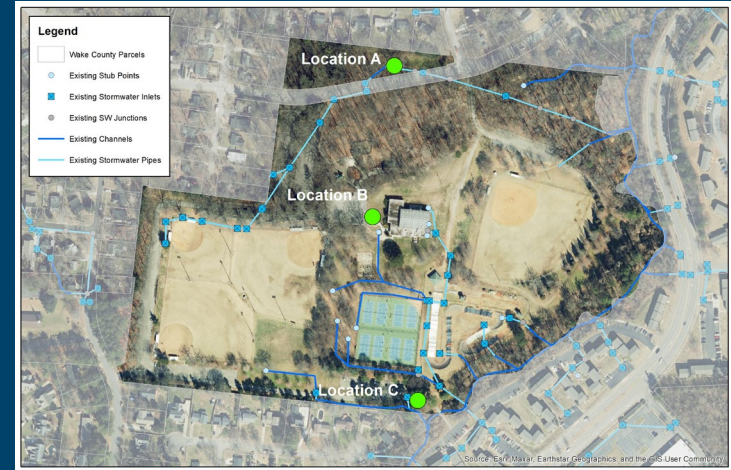 Legend
Wake County Parcels
Existing Stub Points
Existing Stormwater Inlets
Existing SW Junctions
Existing Channels
Existing Stormwater Pipes
Location A
Location B
Location C
Source: Esri, Maxar, Earthstar Geographics, and the GIS User Community